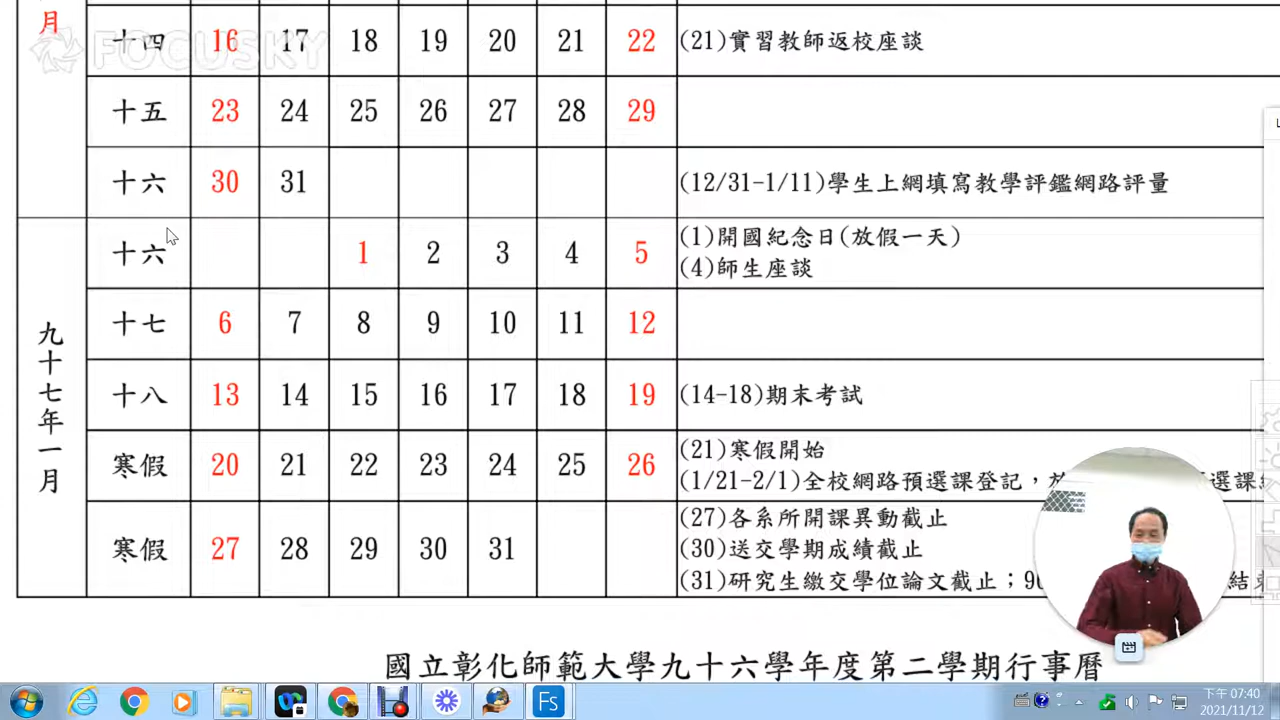 月
FOCUSKY
十四 16 17 18 19 20 21 22 (21)實習教師返校座談
十五 23 24 25 26 27 28 29
十六 30 31 (12/31-1/11)學生上網填寫教學評鑑網路評量
九十七年一月
十六 1 2 3 4 5 (1)開國紀念日(放假一天)
(4)師生座談
十七 6 7 8 9 10 11 12
十八 13 14 15 16 17 18 19 (14-18)期末考試
寒假 20 21 22 23 24 25 26 (21)寒假開始
(1/21-2/1)全校網路預選課登記，
選課
寒假 27 28 29 30 31 (27)各系所開課異動截止
(30)送交學期成績截止
(31)研究生繳交學位論文截止；
結束
國立彰化師範大學九十六學年度第二學期行事曆
Fs
下午 07:40
2021/11/12